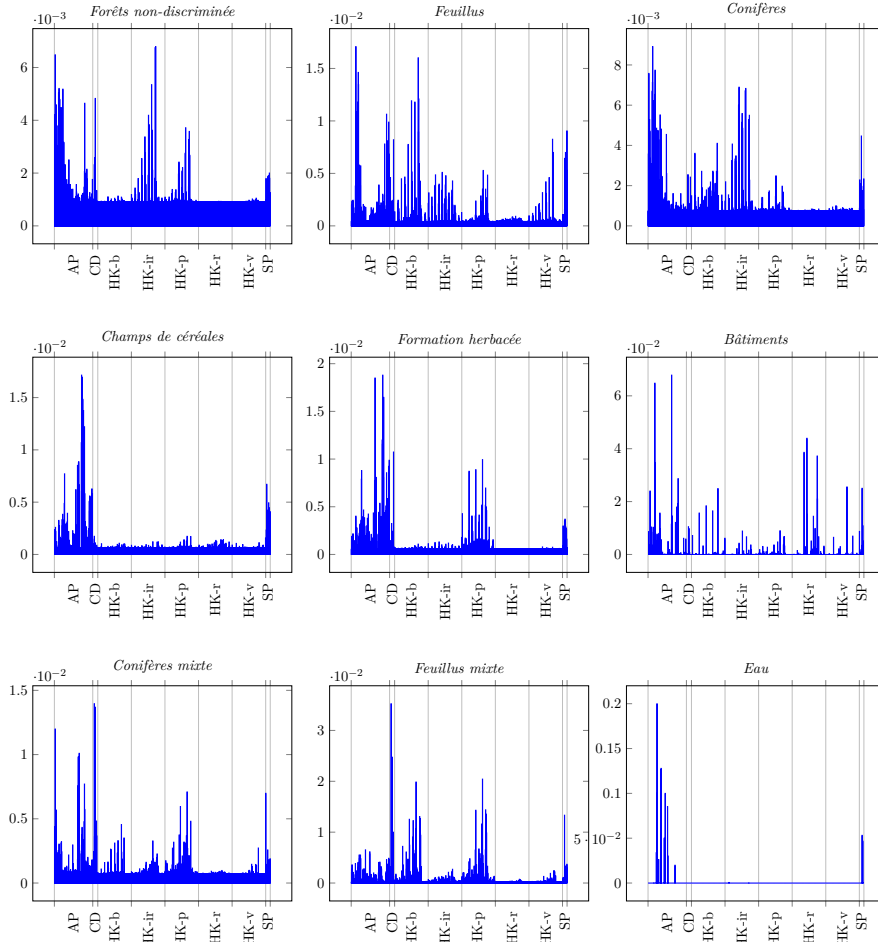 Forêts non-discriminée
·10⁻³
6
4
2
0
AP
CD
HK-b
HK-ir
HK-p
HK-r
HK-v
SP
Feuillus
·10⁻²
1.5
1
0.5
0
AP
CD
HK-b
HK-ir
HK-p
HK-r
HK-v
SP
Conifères
·10⁻³
8
6
4
2
0
AP
CD
HK-b
HK-ir
HK-p
HK-r
HK-v
SP
Champs de céréales
·10⁻²
1.5
1
0.5
0
AP
CD
HK-b
HK-ir
HK-p
HK-r
HK-v
SP
Formation herbacée
·10⁻²
2
1.5
1
0.5
0
AP
CD
HK-b
HK-ir
HK-p
HK-r
HK-v
SP
Bâtiments
·10⁻²
6
4
2
0
AP
CD
HK-b
HK-ir
HK-p
HK-r
HK-v
SP
Conifères mixte
·10⁻²
1.5
1
0.5
0
AP
CD
HK-b
HK-ir
HK-p
HK-r
HK-v
SP
Feuillus mixte
·10⁻²
3
2
1
0
AP
CD
HK-b
HK-ir
HK-p
HK-r
HK-v
SP
Eau
0.2
0.15
0.1
5 ·10⁻²
0
AP
CD
HK-b
HK-ir
HK-p
HK-r
HK-v
SP